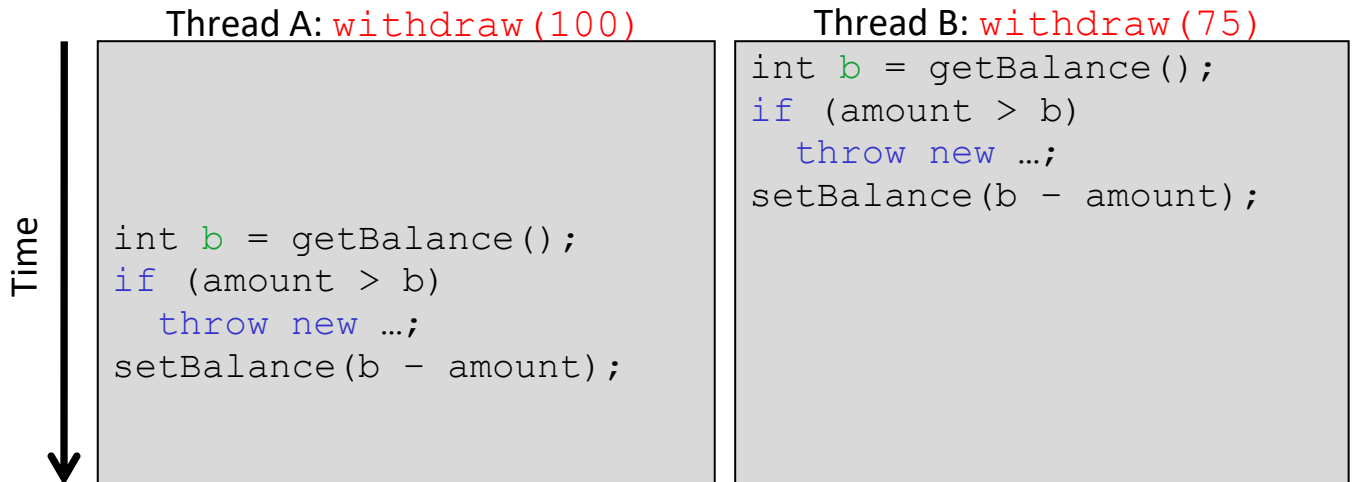 Thread A: withdraw(100)
Thread B: withdraw(75)
Time
int b = getBalance();
if (amount > b)
  throw new …;
setBalance(b – amount);
int b = getBalance();
if (amount > b)
  throw new …;
setBalance(b – amount);